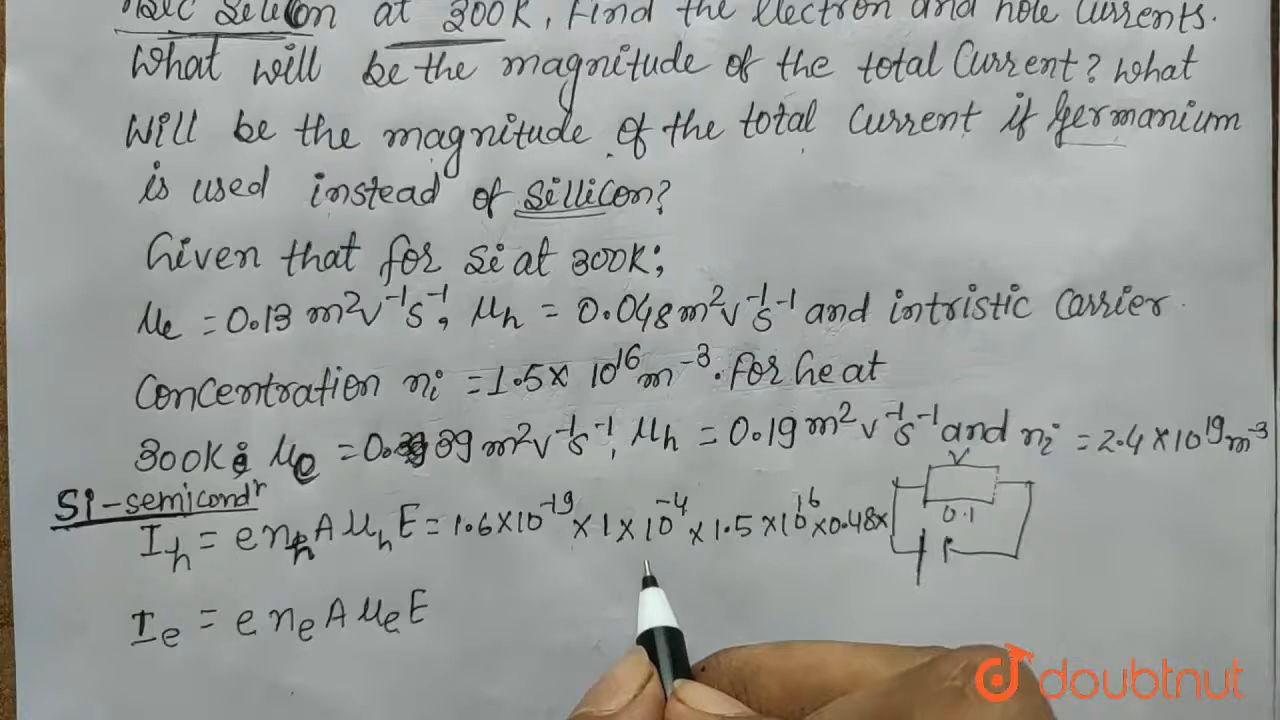 silicon at 300K, Find the electron and hole currents.
What will be the magnitude of the total Current? What
will be the magnitude of the total current if Germanium
is used instead of Sillicon?
Given that for Si at 300K;
μe = 0.13 m²v⁻¹s⁻¹, μh = 0.048 m²v⁻¹s⁻¹ and intristic Carrier
Concentration ni = 1.5 × 10¹⁶ m⁻³. For Ge at
300K; μe = 0.39 m²v⁻¹s⁻¹, μh = 0.19 m² v⁻¹s⁻¹ and ni = 2.4 × 10¹⁹ m⁻³
Si-semicondʳ
V
Ih = e nh A μh E = 1.6 × 10⁻¹⁹ × 1 × 10⁻⁴ × 1.5 × 10¹⁶ × 0.48 ×
0.1
Ie = e ne A μe E
doubtnut